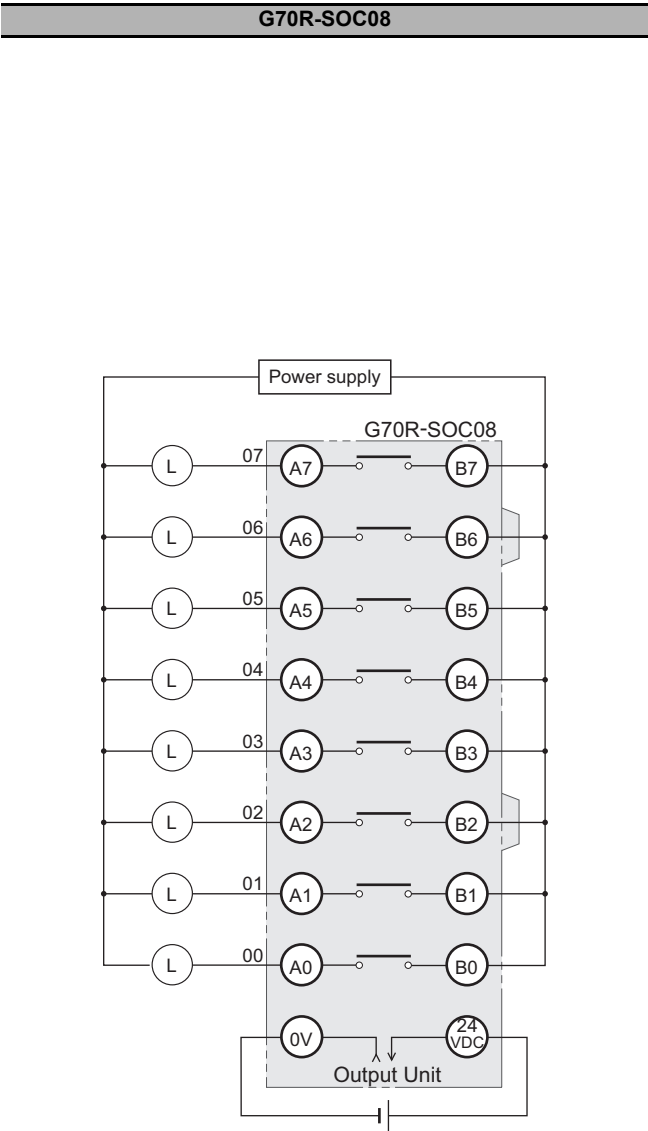 G70R-SOC08
Power supply
G70R-SOC08
L 07 A7 B7
L 06 A6 B6
L 05 A5 B5
L 04 A4 B4
L 03 A3 B3
L 02 A2 B2
L 01 A1 B1
L 00 A0 B0
0V 24
VDC
Output Unit